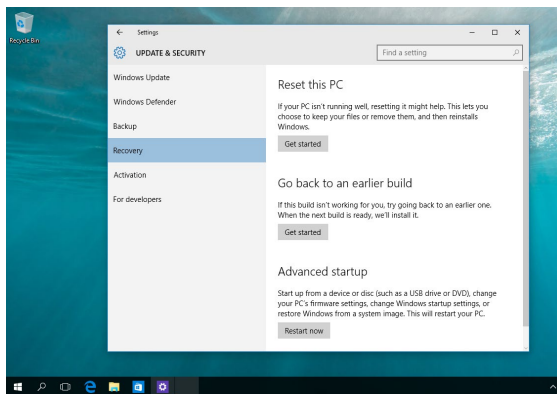 Recycle Bin
Settings
UPDATE & SECURITY
Find a setting
Windows Update
Windows Defender
Backup
Recovery
Activation
For developers
Reset this PC
If your PC isn't running well, resetting it might help. This lets you
choose to keep your files or remove them, and then reinstalls
Windows.
Get started
Go back to an earlier build
If this build isn't working for you, try going back to an earlier one.
When the next build is ready, we'll install it.
Get started
Advanced startup
Start up from a device or disc (such as a USB drive or DVD), change
your PC's firmware settings, change Windows startup settings, or
restore Windows from a system image. This will restart your PC.
Restart now